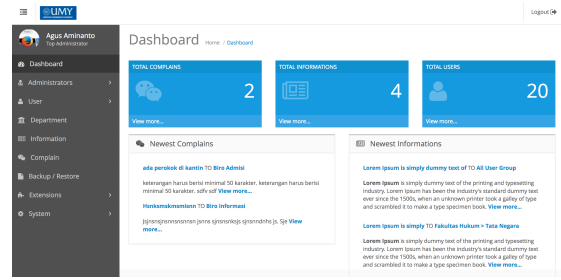 UMY
Logout
Agus Aminanto
Top Administrator
Dashboard
Administrators
User
Department
Information
Complain
Backup / Restore
Extensions
System
Dashboard Home / Dashboard
TOTAL COMPLAINS
2
View more...
TOTAL INFORMATIONS
4
View more...
TOTAL USERS
20
View more...
Newest Complains
ada perokok di kantin TO Biro Admisi
keterangan harus berisi minimal 50 karakter. keterangan harus berisi
minimal 50 karakter. sdfv sdf View more...
Hsnksmskmsmlsnn TO Biro Informasi
Jsjnsnsjnsnnsnsnnsn jsnns sjnsnsnksjs sjnsnndnhs js. Sje View
more...
Newest Informations
Lorem Ipsum is simply dummy text of TO All User Group
Lorem Ipsum is simply dummy text of the printing and typesetting
industry. Lorem Ipsum has been the industry's standard dummy text
ever since the 1500s, when an unknown printer took a galley of type
and scrambled it to make a type specimen book. View more...
Lorem Ipsum is simply TO Fakultas Hukum > Tata Negara
Lorem Ipsum is simply dummy text of the printing and typesetting
industry. Lorem Ipsum has been the industry's standard dummy text
ever since the 1500s, when an unknown printer took a galley of type
and scrambled it to make a type specimen book. View more...